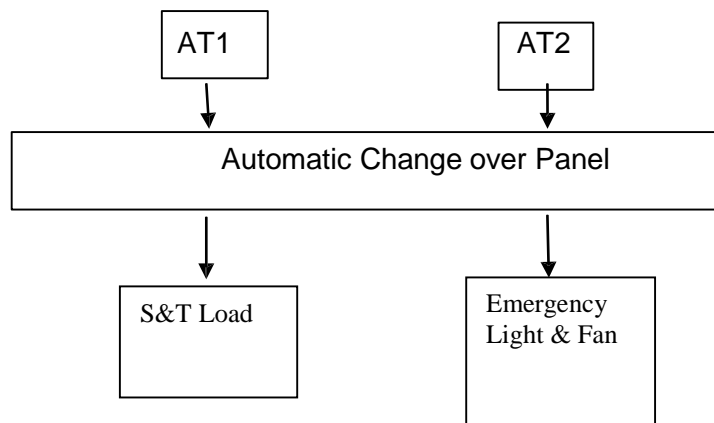 AT1
AT2
Automatic Change over Panel
S&T Load
Emergency
Light & Fan